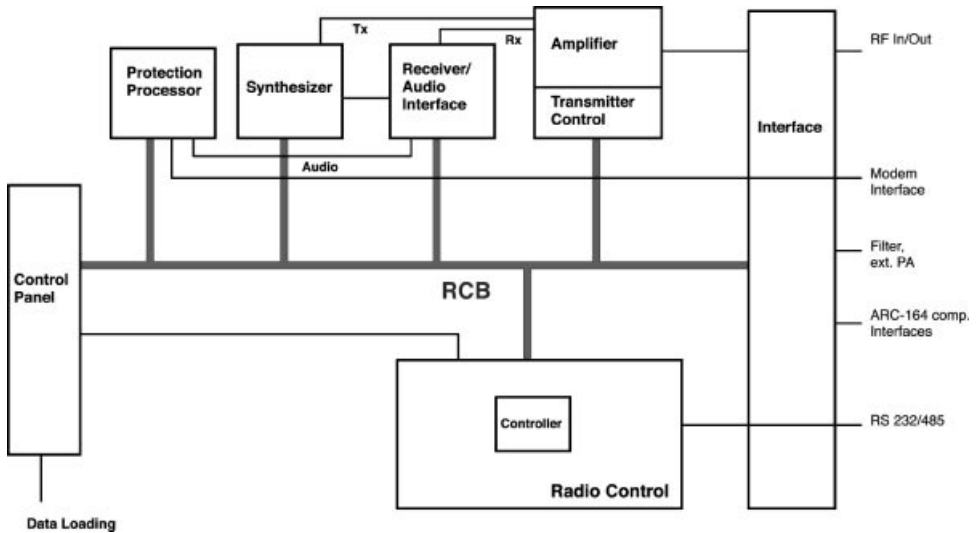 Tx
Rx
Protection
Processor
Synthesizer
Receiver/
Audio
Interface
Amplifier
Transmitter
Control
Interface
RF In/Out
Audio
Modem
Interface
Control
Panel
RCB
Filter,
ext. PA
ARC-164 comp.
Interfaces
Controller
RS 232/485
Radio Control
Data Loading